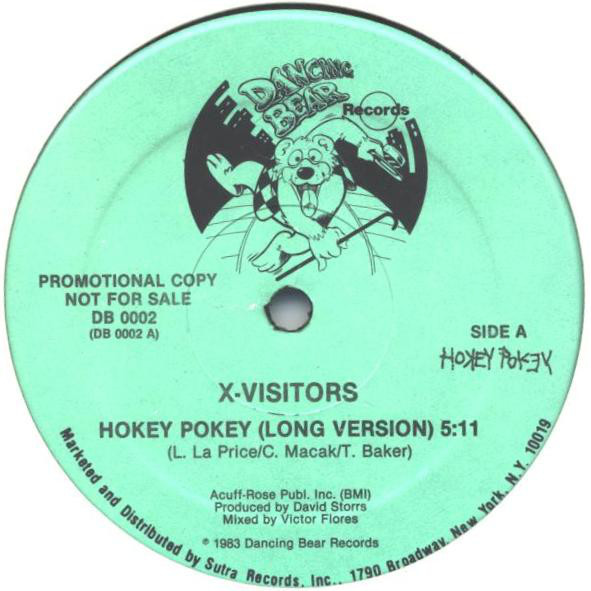 DANCING
BEAR
Records
PROMOTIONAL COPY
NOT FOR SALE
DB 0002
(DB 0002 A)
SIDE A
HOKEY POKEY
X-VISITORS
HOKEY POKEY (LONG VERSION) 5:11
(L. La Price/C. Macak/T. Baker)
Acuff-Rose Publ. Inc. (BMI)
Produced by David Storrs
Mixed by Victor Flores
℗ 1983 Dancing Bear Records
Marketed and Distributed by Sutra Records, Inc., 1790 Broadway, New York, N.Y. 10019